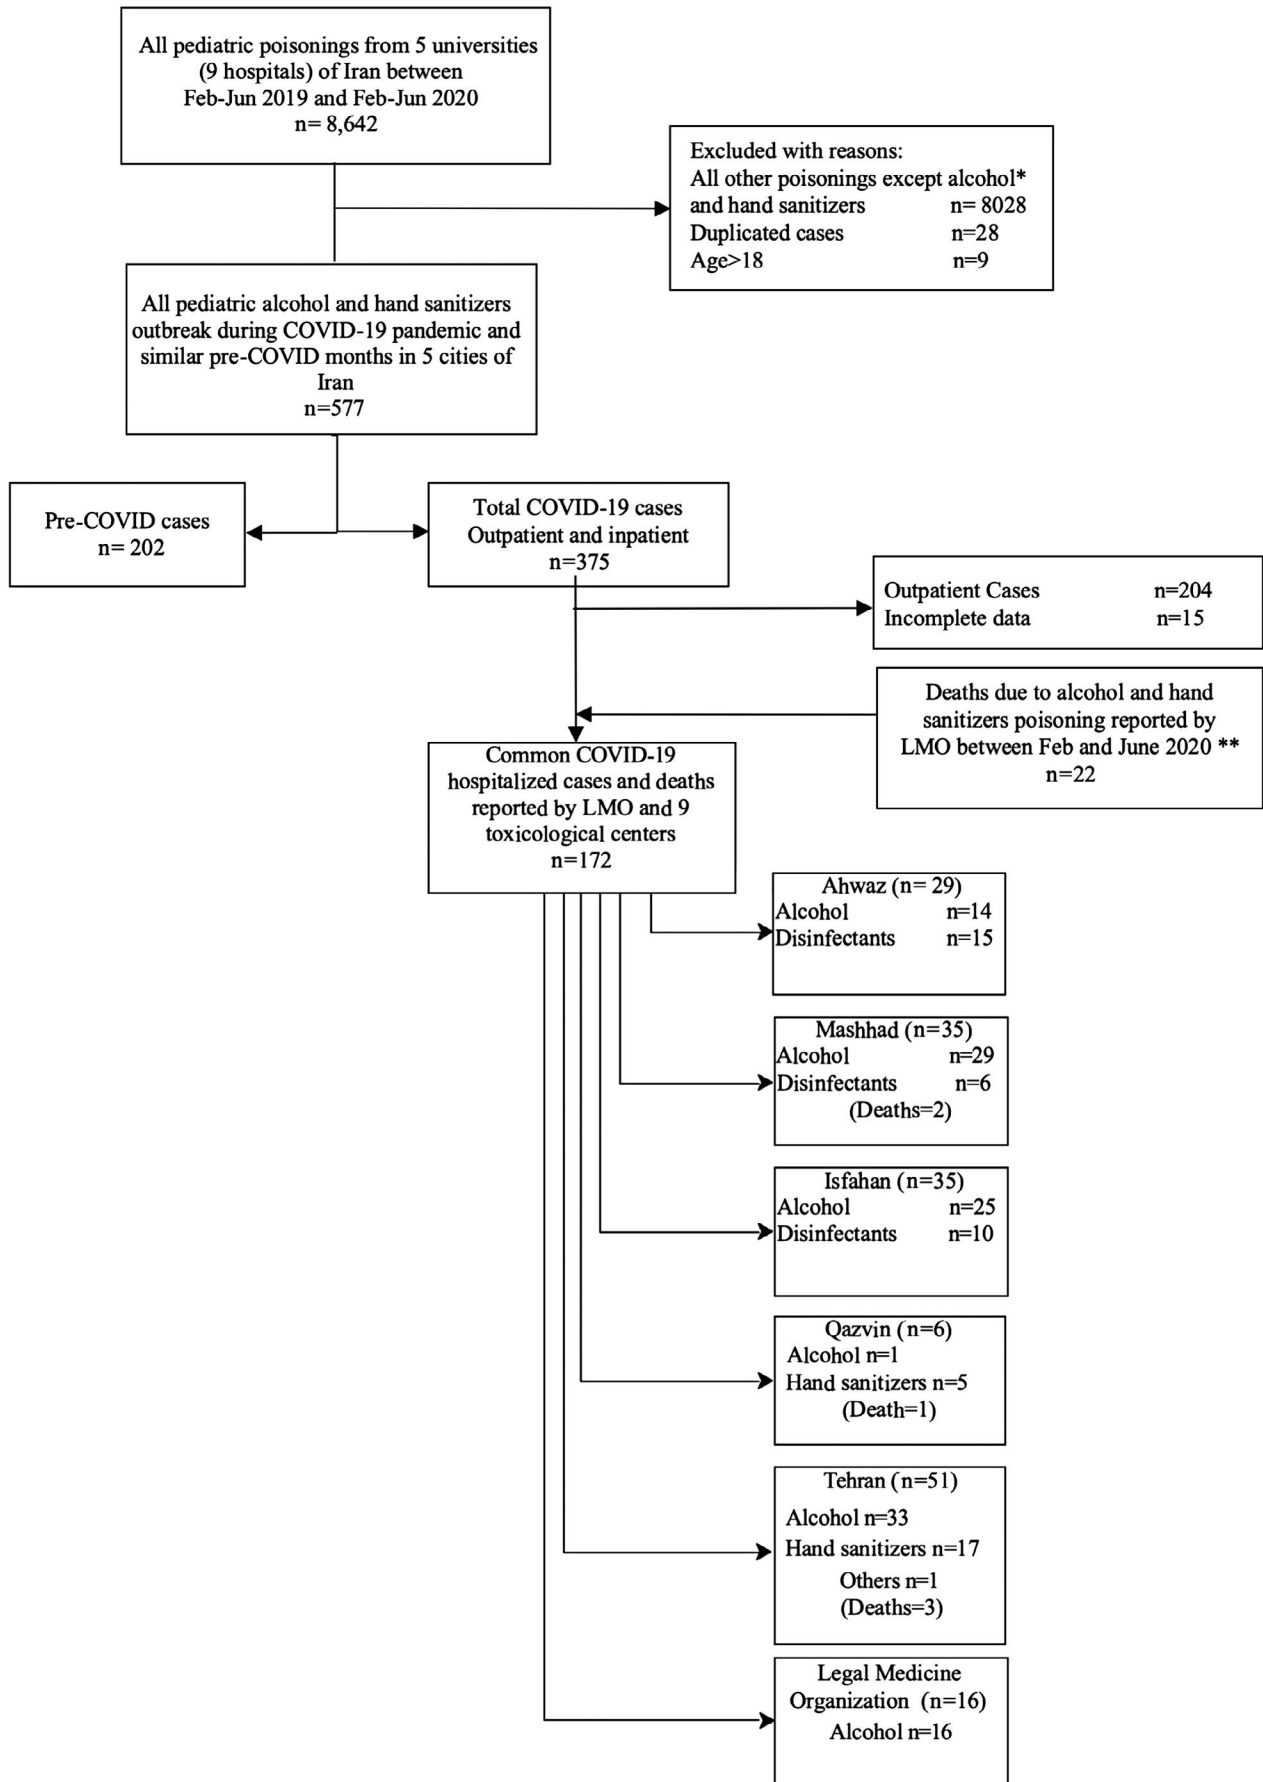 All pediatric poisonings from 5 universities
(9 hospitals) of Iran between
Feb-Jun 2019 and Feb-Jun 2020
n= 8,642
Excluded with reasons:
All other poisonings except alcohol*
and hand sanitizers n= 8028
Duplicated cases n=28
Age>18 n=9
All pediatric alcohol and hand sanitizers
outbreak during COVID-19 pandemic and
similar pre-COVID months in 5 cities of
Iran
n=577
Pre-COVID cases
n= 202
Total COVID-19 cases
Outpatient and inpatient
n=375
Outpatient Cases n=204
Incomplete data n=15
Deaths due to alcohol and hand
sanitizers poisoning reported by
LMO between Feb and June 2020 **
n=22
Common COVID-19
hospitalized cases and deaths
reported by LMO and 9
toxicological centers
n=172
Ahwaz (n= 29)
Alcohol n=14
Disinfectants n=15
Mashhad (n=35)
Alcohol n=29
Disinfectants n=6
(Deaths=2)
Isfahan (n=35)
Alcohol n=25
Disinfectants n=10
Qazvin (n=6)
Alcohol n=1
Hand sanitizers n=5
(Death=1)
Tehran (n=51)
Alcohol n=33
Hand sanitizers n=17
Others n=1
(Deaths=3)
Legal Medicine
Organization (n=16)
Alcohol n=16